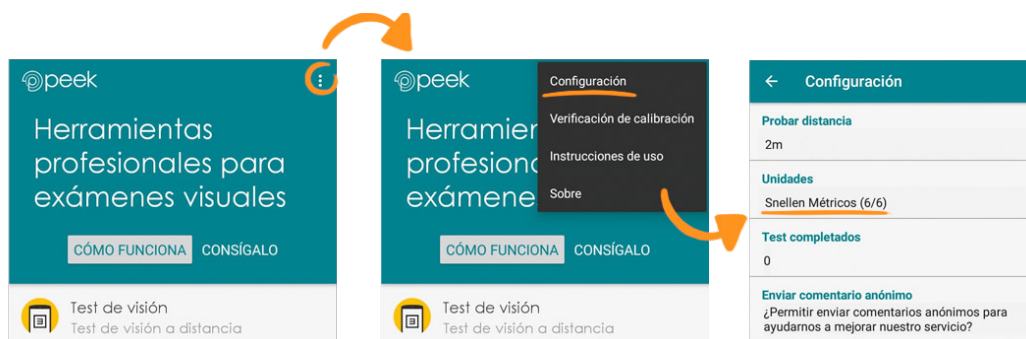 peek
Herramientas
profesionales para
exámenes visuales
CÓMO FUNCIONA CONSÍGALO
Test de visión
Test de visión a distancia
peek
Herramier
profesiona
exámene
Configuración
Verificación de calibración
Instrucciones de uso
Sobre
CÓMO FUNCIONA CONSÍGALO
Test de visión
Test de visión a distancia
Configuración
Probar distancia
2m
Unidades
Snellen Métricos (6/6)
Test completados
0
Enviar comentario anónimo
¿Permitir enviar comentarios anónimos para
ayudarnos a mejorar nuestro servicio?